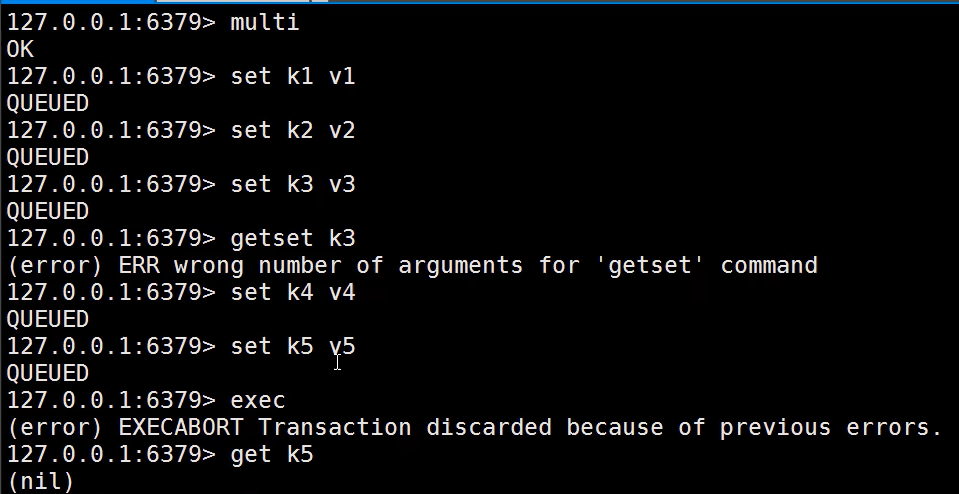 127.0.0.1:6379> multi
OK
127.0.0.1:6379> set k1 v1
QUEUED
127.0.0.1:6379> set k2 v2
QUEUED
127.0.0.1:6379> set k3 v3
QUEUED
127.0.0.1:6379> getset k3
(error) ERR wrong number of arguments for 'getset' command
127.0.0.1:6379> set k4 v4
QUEUED
127.0.0.1:6379> set k5 v5
QUEUED
127.0.0.1:6379> exec
(error) EXECABORT Transaction discarded because of previous errors.
127.0.0.1:6379> get k5
(nil)